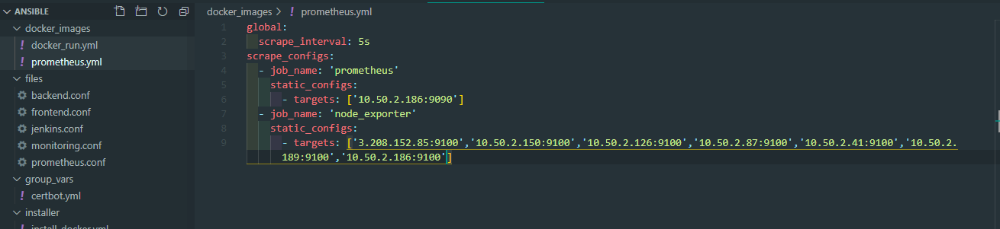 ANSIBLE
docker_images
docker_run.yml
prometheus.yml
files
backend.conf
frontend.conf
jenkins.conf
monitoring.conf
prometheus.conf
group_vars
certbot.yml
installer
install_docker.yml
docker_images > ! prometheus.yml
1 global:
2   scrape_interval: 5s
3 scrape_configs:
4   - job_name: 'prometheus'
5     static_configs:
6       - targets: ['10.50.2.186:9090']
7   - job_name: 'node_exporter'
8     static_configs:
9       - targets: ['3.208.152.85:9100','10.50.2.150:9100','10.50.2.126:9100','10.50.2.87:9100','10.50.2.41:9100','10.50.2.
189:9100','10.50.2.186:9100']